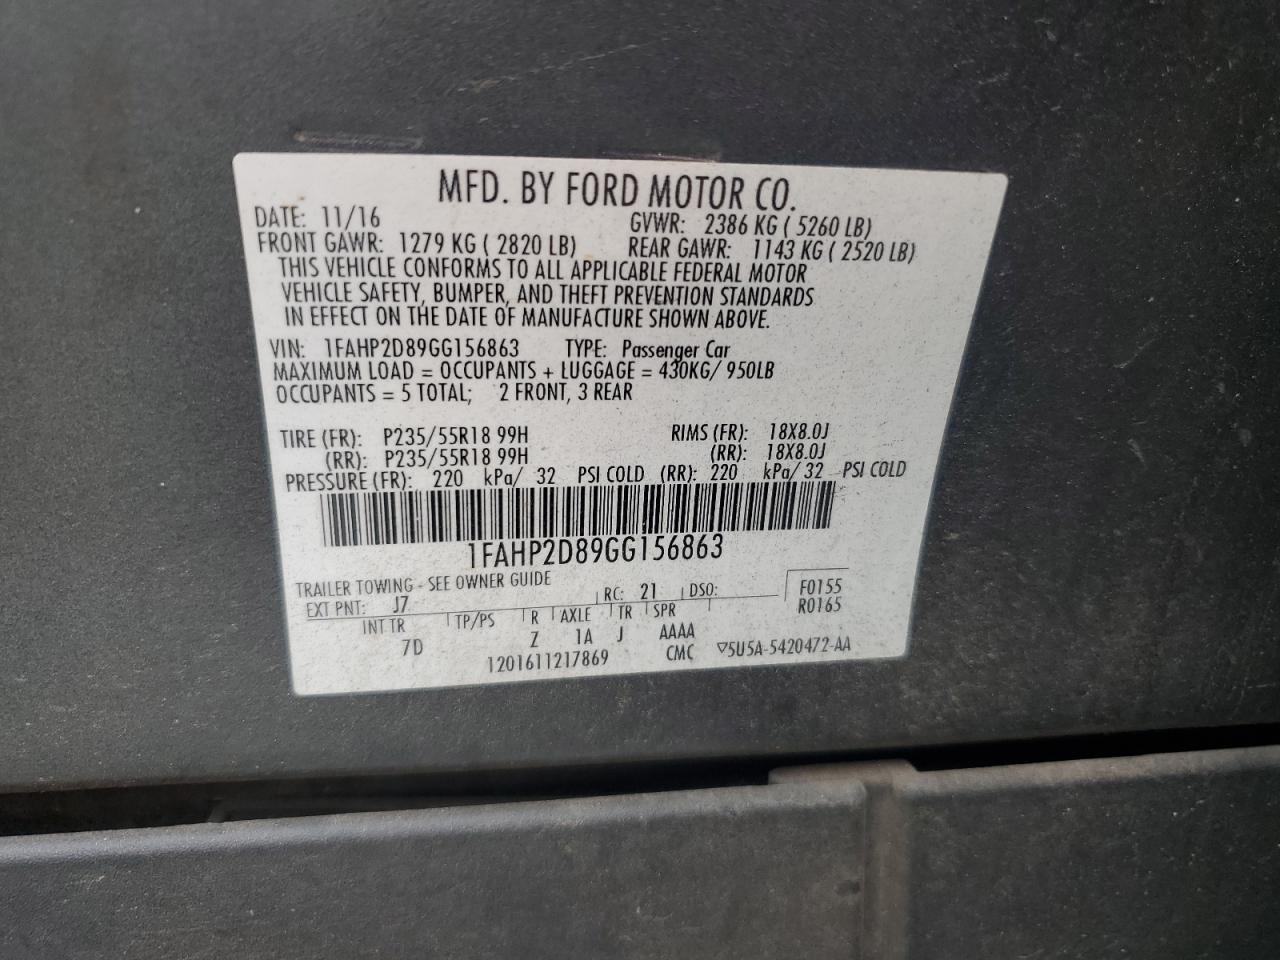 MFD. BY FORD MOTOR CO.
DATE: 11/16 GVWR: 2386 KG ( 5260 LB)
FRONT GAWR: 1279 KG ( 2820 LB) REAR GAWR: 1143 KG ( 2520 LB)
THIS VEHICLE CONFORMS TO ALL APPLICABLE FEDERAL MOTOR
VEHICLE SAFETY, BUMPER, AND THEFT PREVENTION STANDARDS
IN EFFECT ON THE DATE OF MANUFACTURE SHOWN ABOVE.
VIN: 1FAHP2D89GG156863 TYPE: Passenger Car
MAXIMUM LOAD = OCCUPANTS + LUGGAGE = 430KG/ 950LB
OCCUPANTS = 5 TOTAL; 2 FRONT, 3 REAR
TIRE (FR): P235/55R18 99H RIMS (FR): 18X8.0J
(RR): P235/55R18 99H (RR): 18X8.0J
PRESSURE (FR): 220 kPa/ 32 PSI COLD (RR): 220 kPa/ 32 PSI COLD
1FAHP2D89GG156863
TRAILER TOWING - SEE OWNER GUIDE
EXT PNT: J7 RC: 21 DSO: F0155
INT TR TP/PS R AXLE TR SPR R0165
7D Z 1A J AAAA
1201611217869 CMC ▽5U5A-5420472-AA